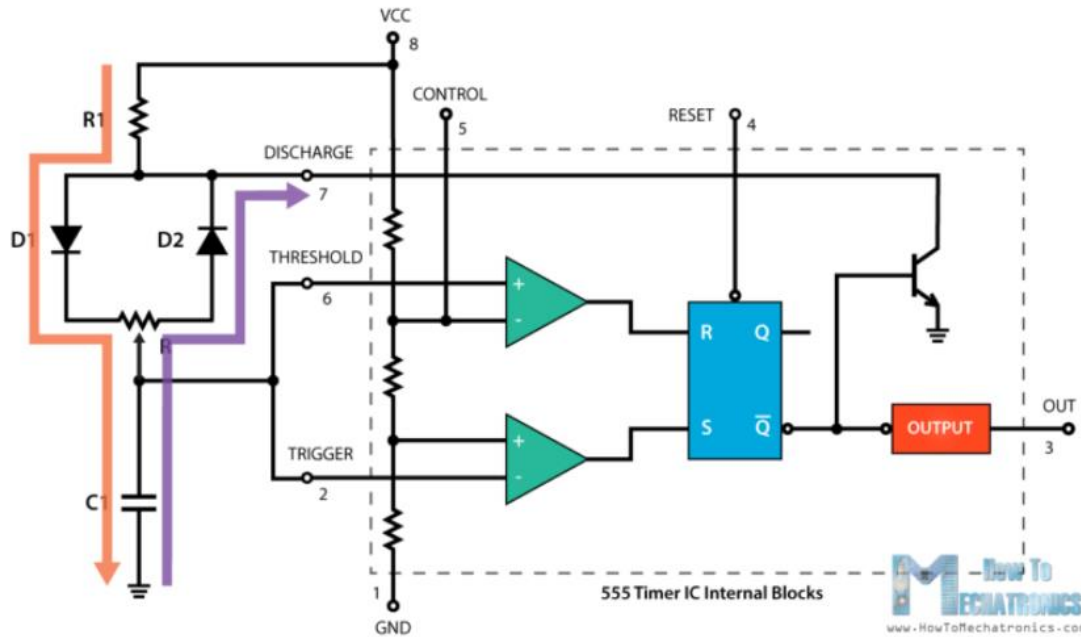 VCC
8
CONTROL
5
RESET
4
R1
DISCHARGE
7
D1
D2
THRESHOLD
6
+
-
R
R
Q
OUT
S
Q̅
OUTPUT
3
+
-
TRIGGER
2
C1
1
GND
555 Timer IC Internal Blocks
How To
MECHATRONICS
www.HowToMechatronics.com